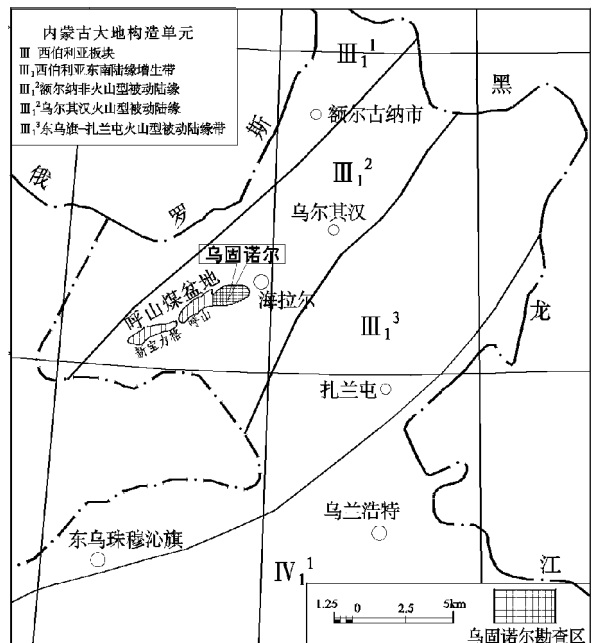 内蒙古大地构造单元
Ⅲ 西伯利亚板块
Ⅲ₁西伯利亚东南陆缘增生带
Ⅲ₁²额尔纳非火山型被动陆缘
Ⅲ₁²乌尔其汉火山型被动陆缘
Ⅲ₁³东乌旗-扎兰屯火山型被动陆缘带
Ⅲ₁¹
黑
额尔古纳市
斯
俄
罗
Ⅲ₁²
乌尔其汉
乌固诺尔
海拉尔
呼山煤盆地
呼山
新宝力格
龙
Ⅲ₁³
扎兰屯
乌兰浩特
东乌珠穆沁旗
Ⅳ₁¹
江
1.25 0 2.5 5km
乌固诺尔勘查区